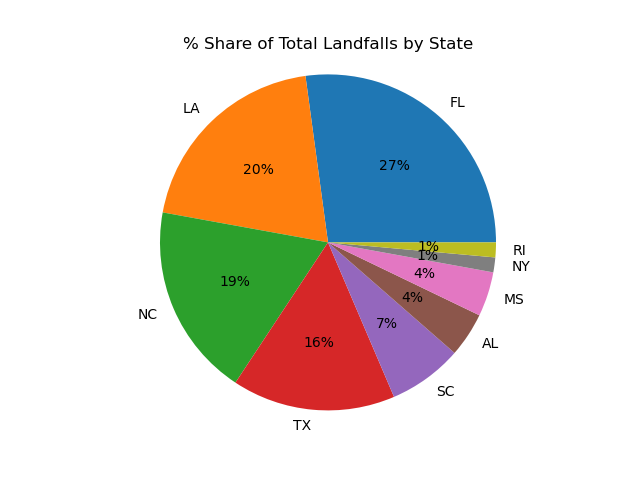 % Share of Total Landfalls by State
FL
LA
27%
20%
1%
RI
1%
NY
4%
MS
19%
4%
NC
7%
AL
16%
SC
TX